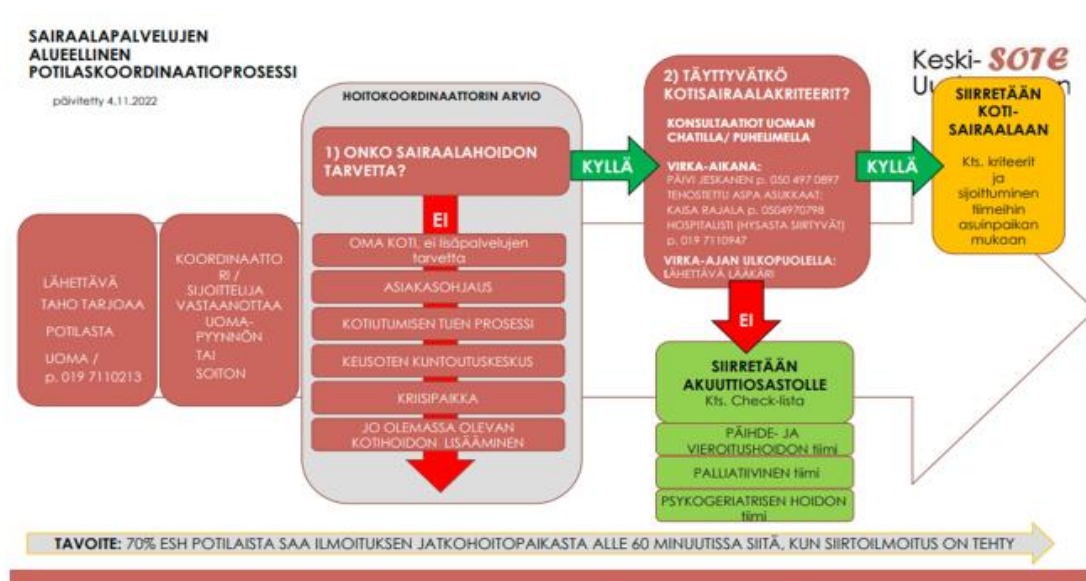 SAIRAALAPALVELUJEN
ALUEELLINEN
POTILASKOORDINAATIOPROSESSI
päivitetty 4.11.2022
Keski- SOTE
LÄHETTÄVÄ
TAHO TARJOAA
POTILASTA
UOMA /
p. 019 7110213
KOORDINAATTO
RI /
SIJOITTELIJA
VASTAANOTTAA
UOMA-
PYYNNÖN
TAI
SOITON
HOITOKOORDINAATTORIN ARVIO
1) ONKO SAIRAALAHOIDON
TARVETTA?
EI
OMA KOTI, ei lisäpalvelujen
tarvetta
ASIAKASOHJAUS
KOTIUTUMISEN TUEN PROSESSI
KEUSOTEN KUNTOUTUSKESKUS
KRIISIPAIKKA
JO OLEMASSA OLEVAN
KOTIHOIDON LISÄÄMINEN
KYLLÄ
2) TÄYTTYVÄTKÖ
KOTISAIRAALAKRITEERIT?
KONSULTAATIOT UOMAN
CHATILLA/ PUHELIMELLA
VIRKA-AIKANA:
PÄIVI JESKANEN p. 050 497 0897
TEHOSTETTU ASPA ASUKKAAT:
KAISA RAJALA p. 0504970798
HOSPITALISTI (HYSASTA SIIRTYVÄT)
p. 019 7110947
VIRKA-AJAN ULKOPUOLELLA:
LÄHETTÄVÄ LÄÄKÄRI
EI
SIIRRETÄÄN
AKUUTTIOSASTOLLE
Kts. Check-lista
PÄIHDE- JA
VIEROITUSHOIDON tiimi
PALLIATIIVINEN tiimi
PSYKOGERIATRISEN HOIDON
tiimi
KYLLÄ
SIIRRETÄÄN
KOTI-
SAIRAALAAN
Kts. kriteerit
ja
sijoittuminen
tiimeihin
asuinpaikan
mukaan
TAVOITE: 70% ESH POTILAISTA SAA ILMOITUKSEN JATKOHOITOPAIKASTA ALLE 60 MINUUTISSA SIITÄ, KUN SIIRTOILMOITUS ON TEHTY